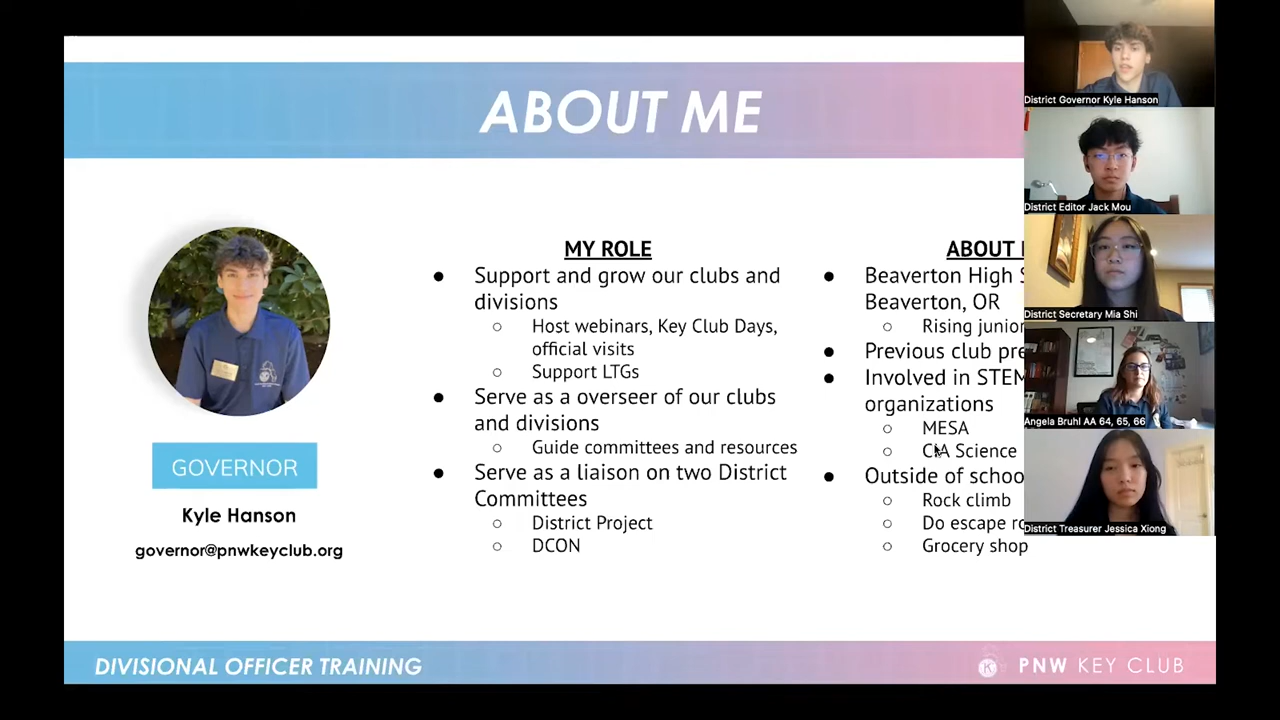 ABOUT ME
MY ROLE
Support and grow our clubs and
divisions
Host webinars, Key Club Days,
official visits
Support LTGs
Serve as a overseer of our clubs
and divisions
Guide committees and resources
Serve as a liaison on two District
Committees
District Project
DCON
ABOUT
Beaverton High
Beaverton, OR
Rising junior
Previous club
Involved in STEM
organizations
MESA
Science
Outside of
Rock climb
Do escape
Grocery shop
GOVERNOR
Kyle Hanson
governor@pnwkeyclub.org
District Governor Kyle Hanson
District Editor Jack Mou
District Secretary Mia Shi
Angela Bruhl AA 64, 65, 66
District Treasurer Jessica Xiong
DIVISIONAL OFFICER TRAINING
K
PNW KEY CLUB